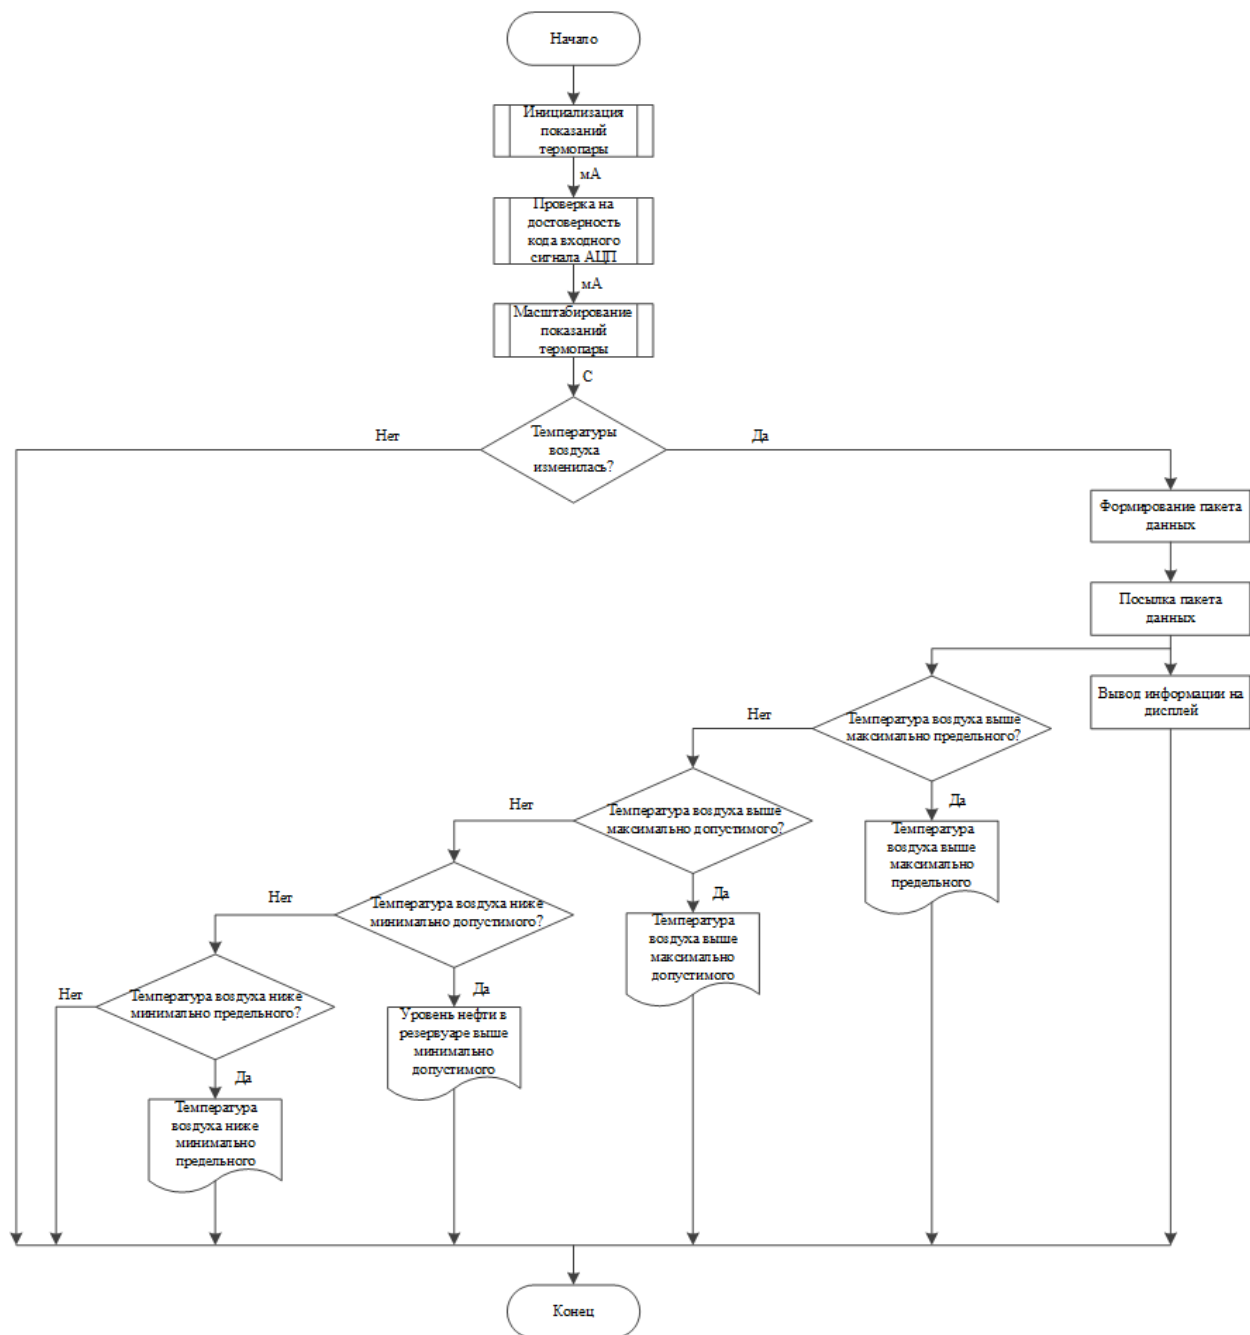 Начало
Инициализация
показаний
термопары
мА
Проверка на
достоверность
кода входного
сигнала АЦП
мА
Масштабирование
показаний
термопары
С
Температуры
воздуха
изменилась?
Нет
Да
Формирование пакета
данных
Посылка пакета
данных
Вывод информации на
дисплей
Температура воздуха выше
максимально предельного?
Нет
Да
Температура
воздуха выше
максимально
предельного
Температура воздуха выше
максимально допустимого?
Нет
Да
Температура
воздуха выше
максимально
допустимого
Температура воздуха ниже
минимально допустимого?
Нет
Да
Уровень нефти в
резервуаре выше
минимально
допустимого
Температура воздуха ниже
минимально предельного?
Нет
Да
Температура
воздуха ниже
минимально
предельного
Конец